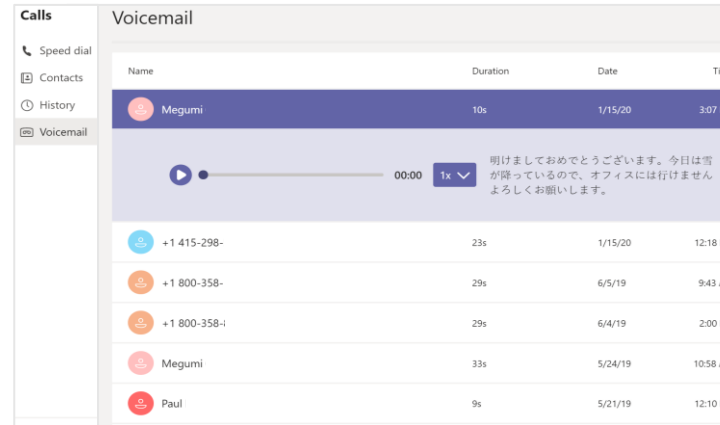 Calls
Voicemail
Speed dial
Contacts
History
Voicemail
Name Duration Date
Megumi 10s 1/15/20 3:07
00:00 1x
明けましておめでとうございます。今日は雪
が降っているので、オフィスには行けません
よろしくお願いします。
+1 415-298- 23s 1/15/20 12:18
+1 800-358- 29s 6/5/19 9:43
+1 800-358- 29s 6/4/19 2:00
Megumi 33s 5/24/19 10:58
Paul 9s 5/21/19 12:10